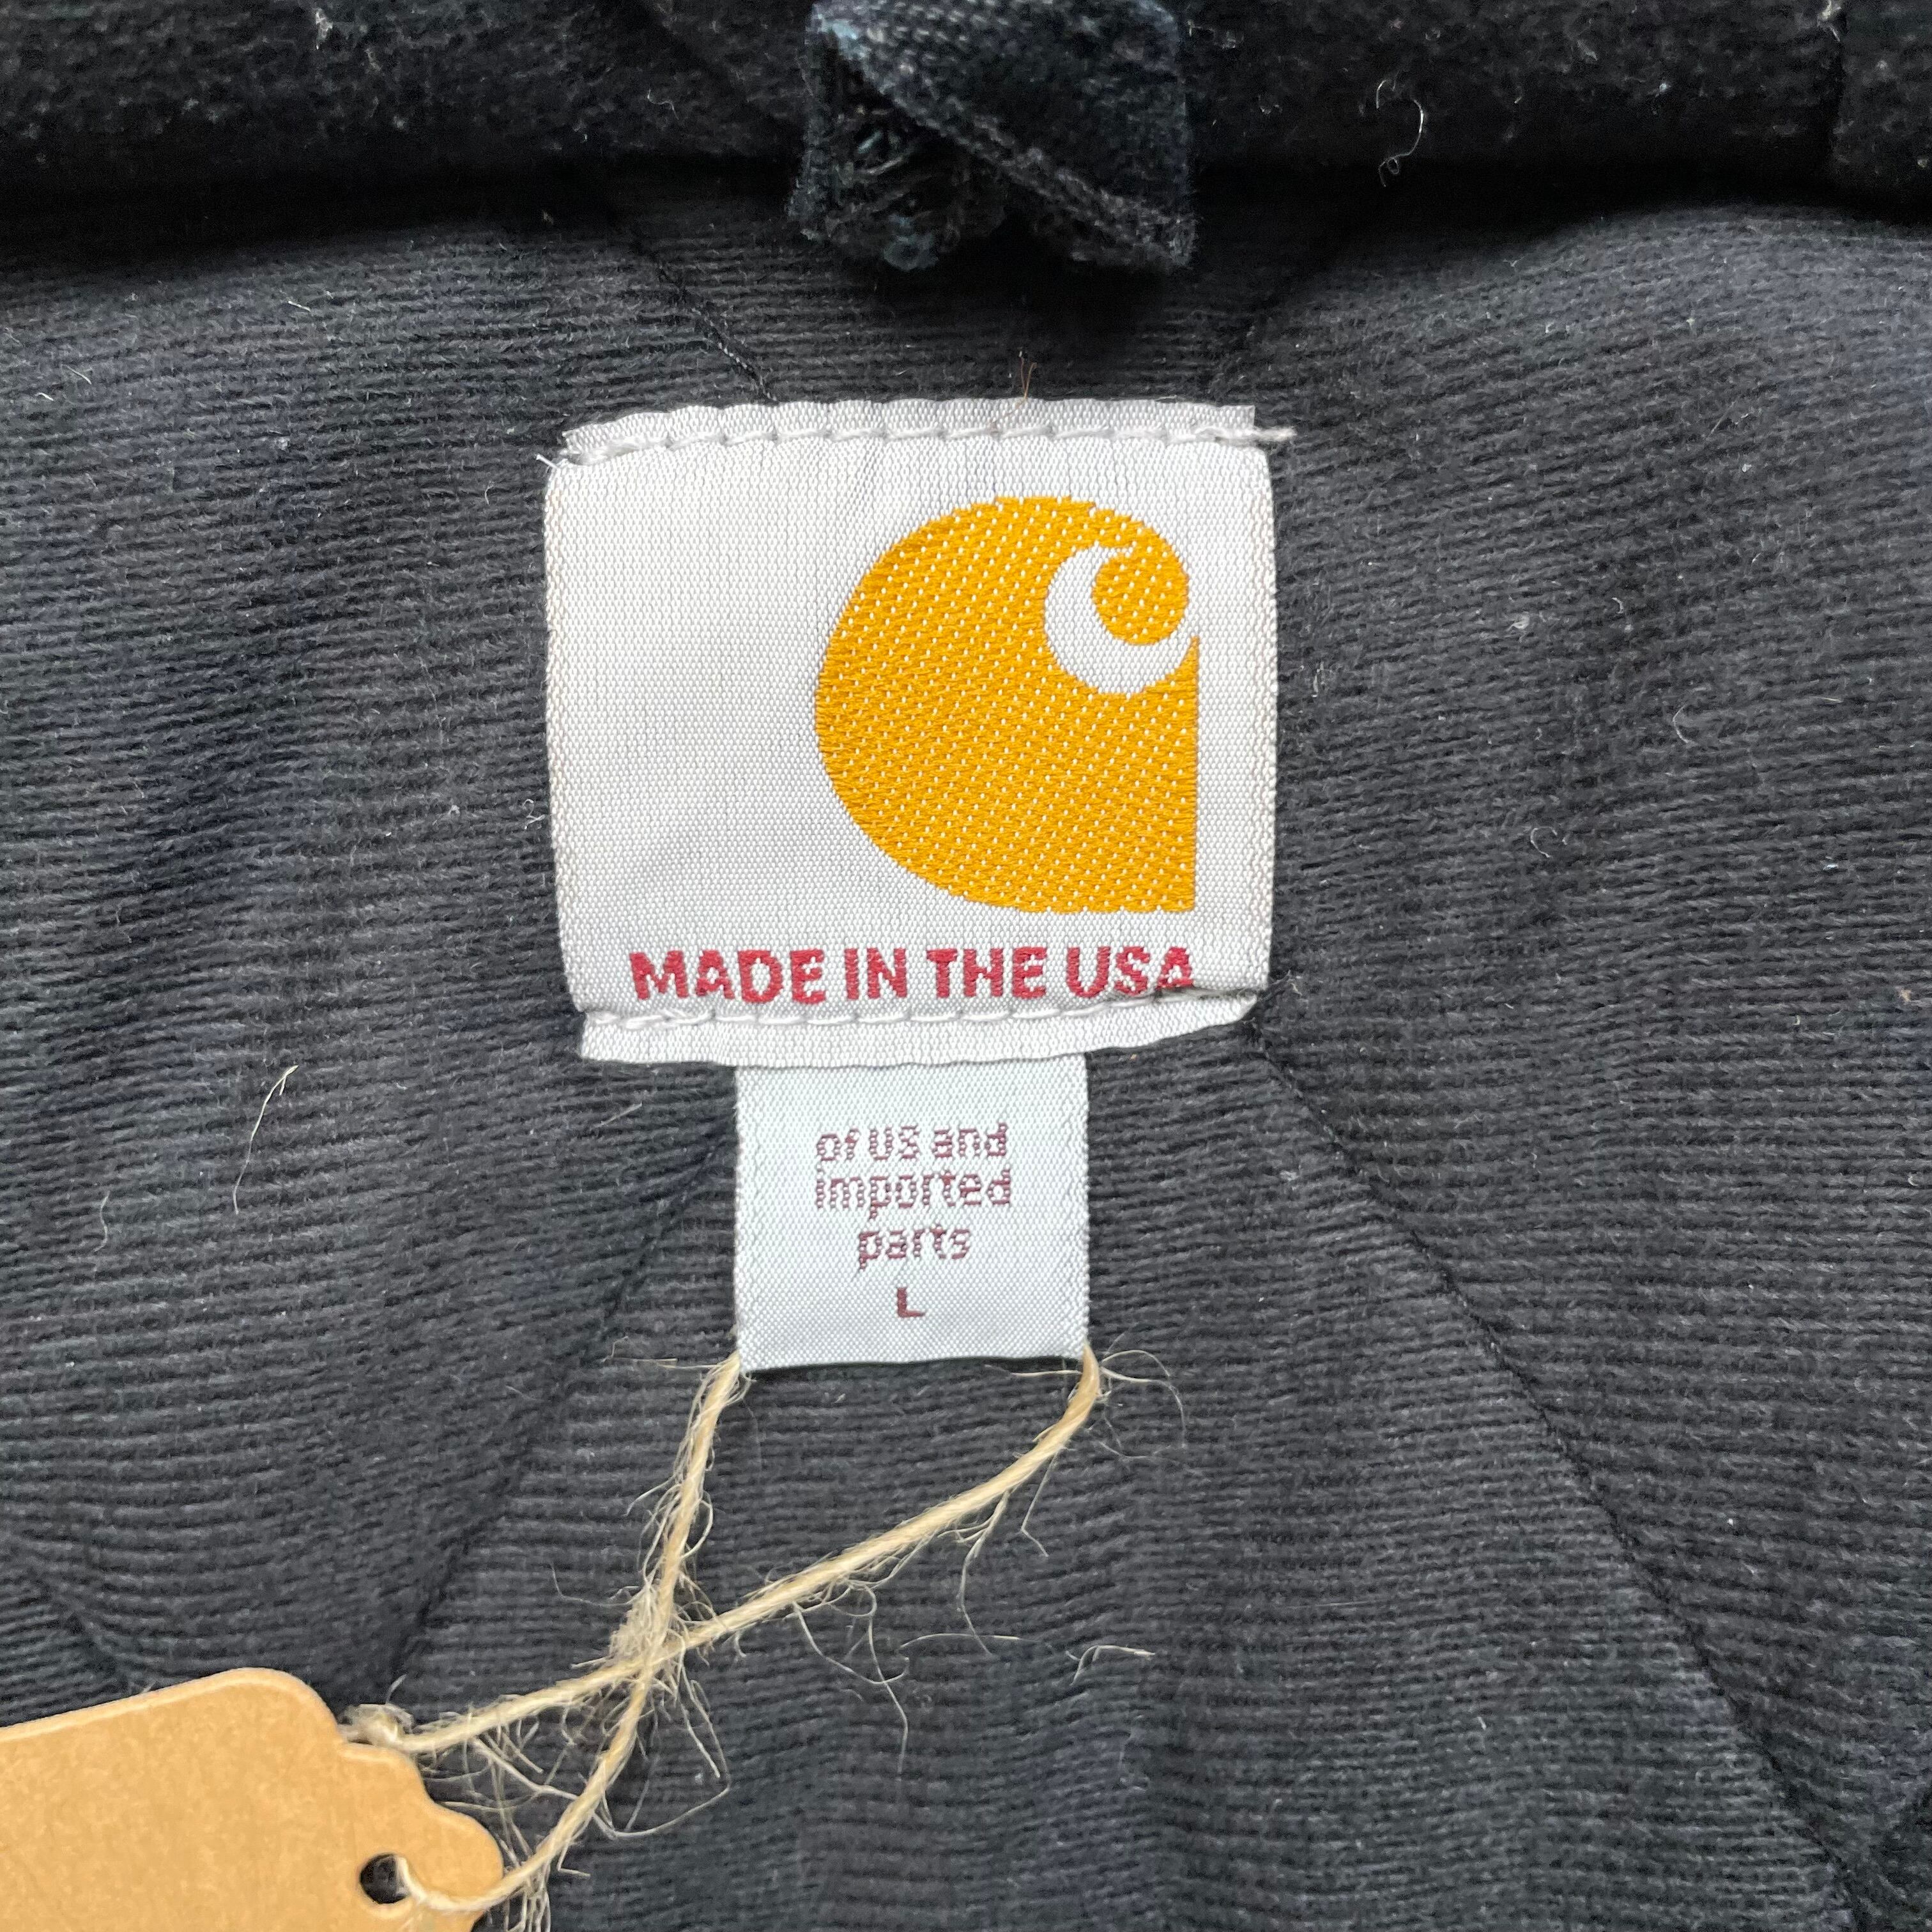 MADE IN THE USA
of US and
imported
parts
L